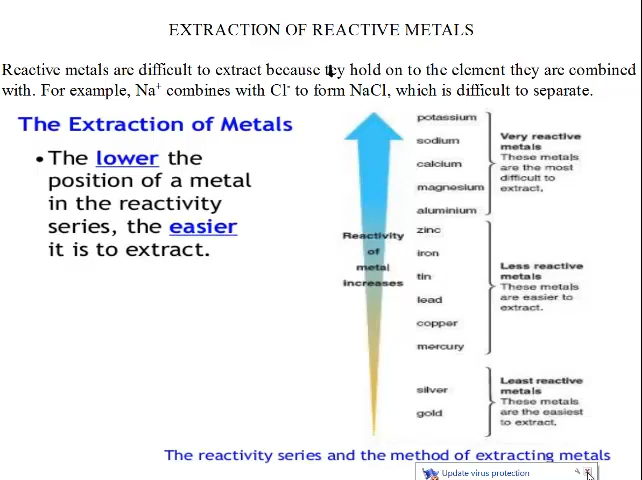 EXTRACTION OF REACTIVE METALS
Reactive metals are difficult to extract because tey hold on to the element they are combined
with. For example, Na⁺ combines with Cl⁻ to form NaCl, which is difficult to separate.
The Extraction of Metals
• The lower the
position of a metal
in the reactivity
series, the easier
it is to extract.
Reactivity
of
metal
increases
potassium
sodium
calcium
magnesium
aluminium
zinc
iron
tin
lead
copper
mercury
silver
gold
Very reactive
metals
These metals
are the most
difficult to
extract.
Less reactive
metals
These metals
are easier to
extract.
Least reactive
metals
These metals
are the easiest
to extract.
The reactivity series and the method of extracting metals
Update virus protection